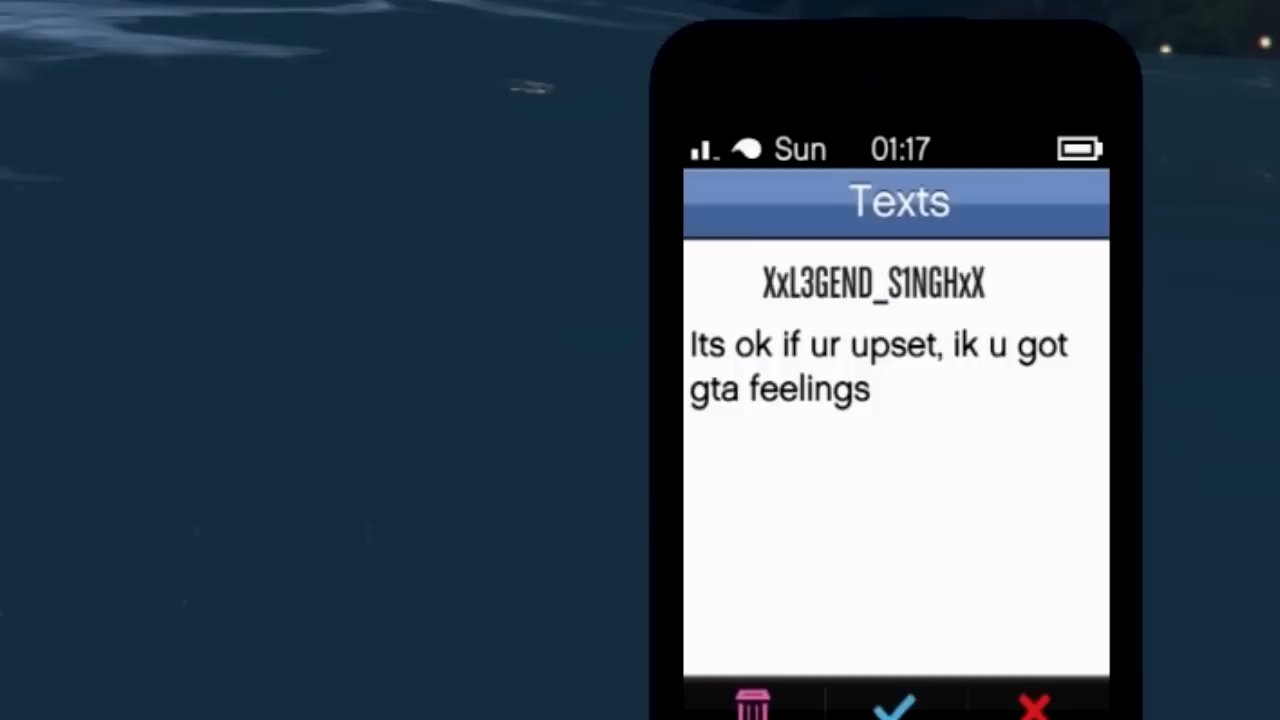 Sun 01:17
Texts
XxL3GEND_S1NGHxX
Its ok if ur upset, ik u got
gta feelings